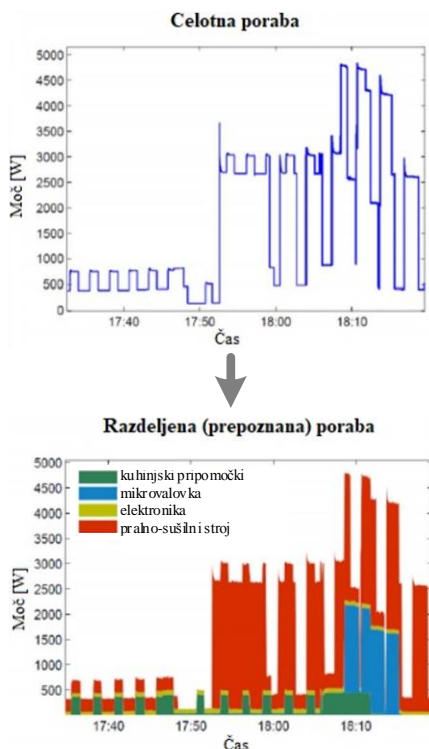 Celotna poraba
5000
4500
4000
3500
3000
2500
2000
1500
1000
500
0
Moč [W]
17:40 17:50 18:00 18:10
Čas
Razdeljena (prepoznana) poraba
5000
4500
4000
3500
3000
2500
2000
1500
1000
500
Moč [W]
kuhinjski pripomočki
mikrovalovka
elektronika
pralno-sušilni stroj
17:40 17:50 18:00 18:10
Čas